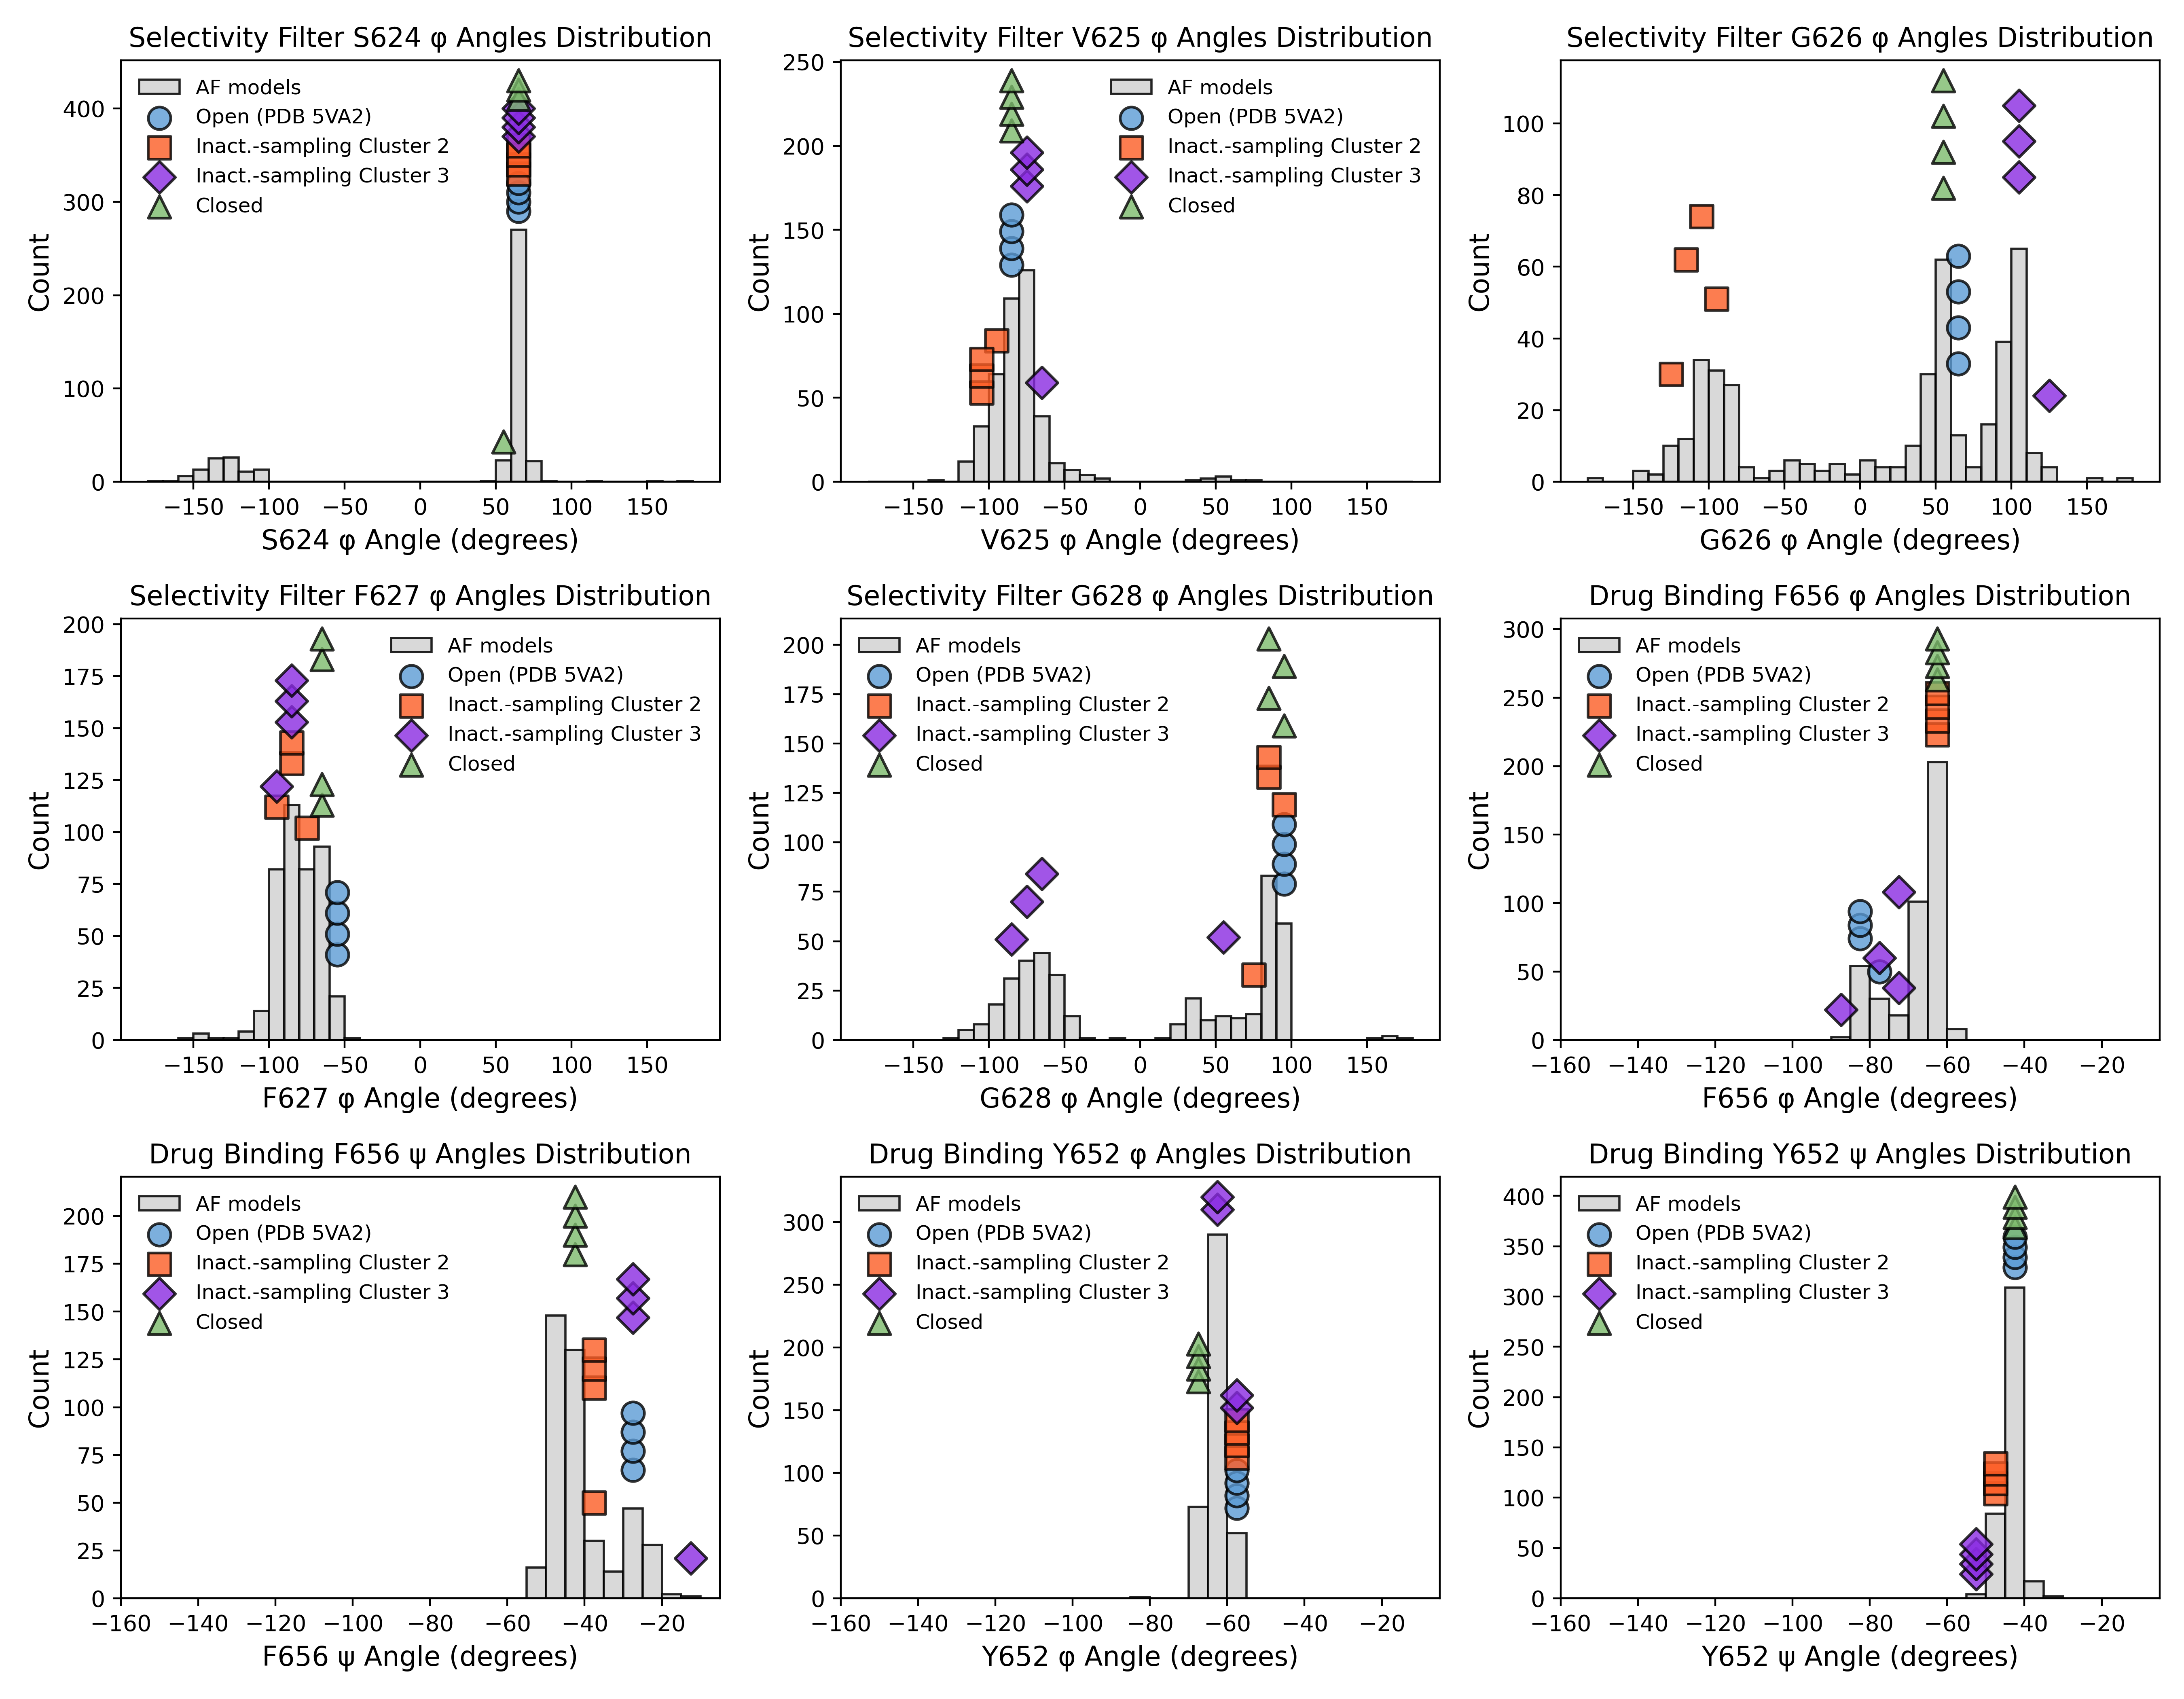 Selectivity Filter S624 φ Angles Distribution
AF models
Open (PDB 5VA2)
Inact.-sampling Cluster 2
Inact.-sampling Cluster 3
Closed
Count
400
300
200
100
0
−150 −100 −50 0 50 100 150
S624 φ Angle (degrees)
Selectivity Filter V625 φ Angles Distribution
AF models
Open (PDB 5VA2)
Inact.-sampling Cluster 2
Inact.-sampling Cluster 3
Closed
Count
250
200
150
100
50
0
−150 −100 −50 0 50 100 150
V625 φ Angle (degrees)
Selectivity Filter G626 φ Angles Distribution
Count
100
80
60
40
20
0
−150 −100 −50 0 50 100 150
G626 φ Angle (degrees)
Selectivity Filter F627 φ Angles Distribution
AF models
Open (PDB 5VA2)
Inact.-sampling Cluster 2
Inact.-sampling Cluster 3
Closed
Count
200
175
150
125
100
75
50
25
0
−150 −100 −50 0 50 100 150
F627 φ Angle (degrees)
Selectivity Filter G628 φ Angles Distribution
AF models
Open (PDB 5VA2)
Inact.-sampling Cluster 2
Inact.-sampling Cluster 3
Closed
Count
200
175
150
125
100
75
50
25
0
−150 −100 −50 0 50 100 150
G628 φ Angle (degrees)
Drug Binding F656 φ Angles Distribution
AF models
Open (PDB 5VA2)
Inact.-sampling Cluster 2
Inact.-sampling Cluster 3
Closed
Count
300
250
200
150
100
50
0
−160 −140 −120 −100 −80 −60 −40 −20
F656 φ Angle (degrees)
Drug Binding F656 ψ Angles Distribution
AF models
Open (PDB 5VA2)
Inact.-sampling Cluster 2
Inact.-sampling Cluster 3
Closed
Count
200
175
150
125
100
75
50
25
0
−160 −140 −120 −100 −80 −60 −40 −20
F656 ψ Angle (degrees)
Drug Binding Y652 φ Angles Distribution
AF models
Open (PDB 5VA2)
Inact.-sampling Cluster 2
Inact.-sampling Cluster 3
Closed
Count
300
250
200
150
100
50
0
−160 −140 −120 −100 −80 −60 −40 −20
Y652 φ Angle (degrees)
Drug Binding Y652 ψ Angles Distribution
AF models
Open (PDB 5VA2)
Inact.-sampling Cluster 2
Inact.-sampling Cluster 3
Closed
Count
400
350
300
250
200
150
100
50
0
−160 −140 −120 −100 −80 −60 −40 −20
Y652 ψ Angle (degrees)